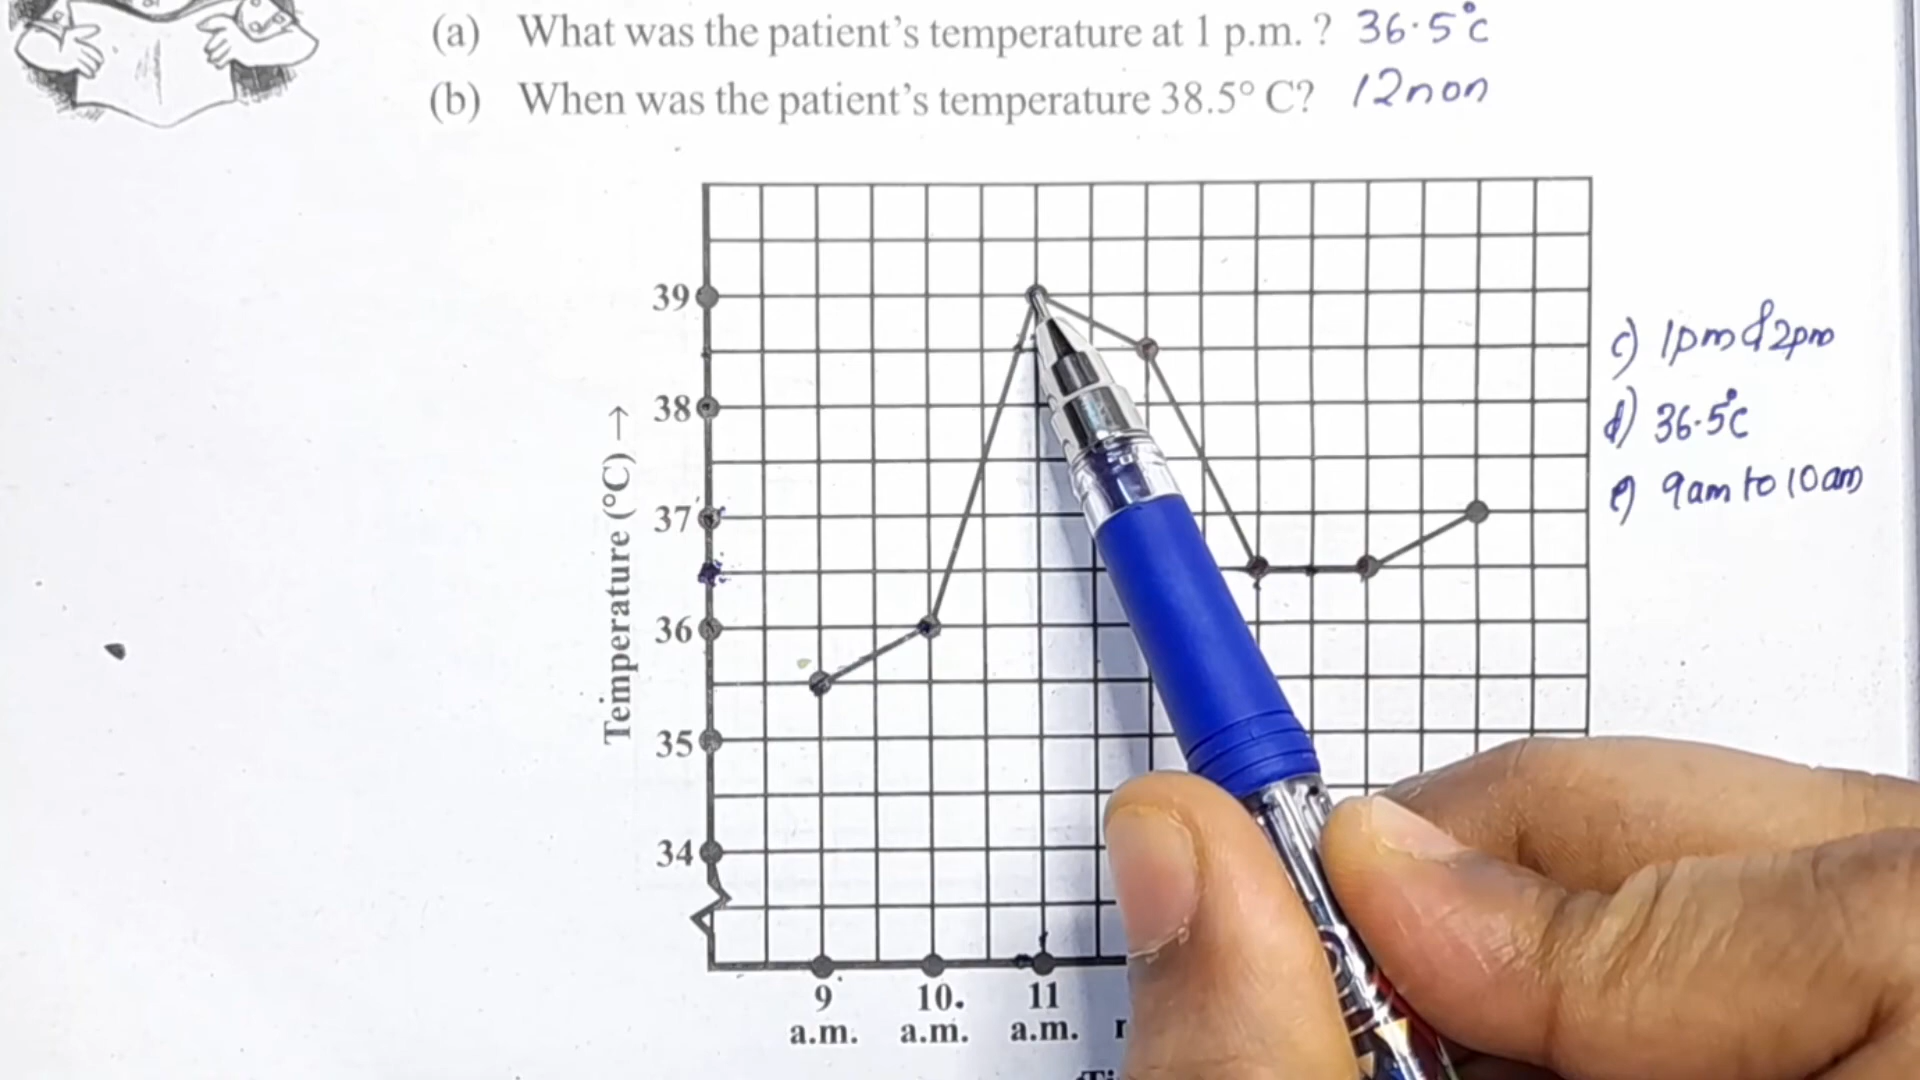 (a) What was the patient's temperature at 1 p.m. ? 36.5°c
(b) When was the patient's temperature 38.5° C? 12non
39
38
37
36
35
34
Temperature (°C) →
c) 1pm & 2pm
d) 36.5°c
e) 9am to 10am
9 10. 11
a.m. a.m. a.m.